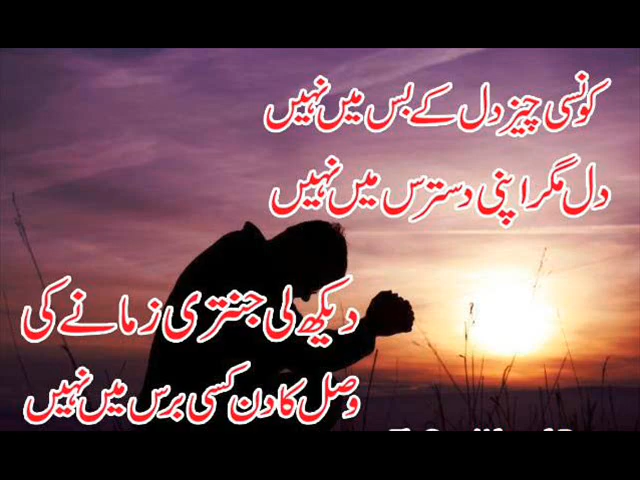 کونسی چیز دل کے بس میں نہیں
دل مگر اپنی دسترس میں نہیں
دیکھ لی جنتری زمانے کی
وصل کا دن کسی برس میں نہیں